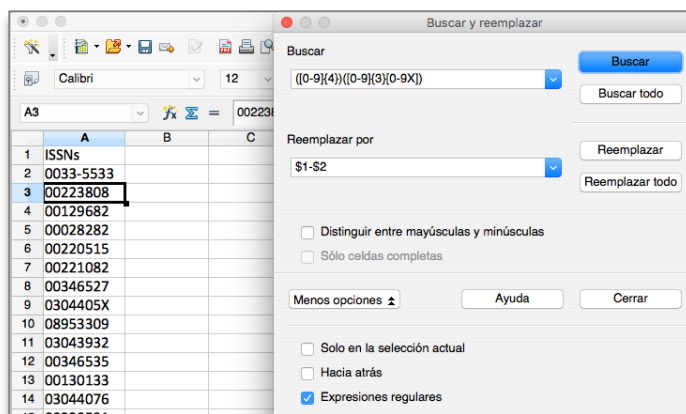 Calibri
12
A3
= 002238
A B C
1 ISSNs
2 0033-5533
3 00223808
4 00129682
5 00028282
6 00220515
7 00221082
8 00346527
9 0304405X
10 08953309
11 03043932
12 00346535
13 00130133
14 03044076
Buscar y reemplazar
Buscar
([0-9]{4})([0-9]{3}[0-9X])
Buscar
Buscar todo
Reemplazar por
$1-$2
Reemplazar
Reemplazar todo
Distinguir entre mayúsculas y minúsculas
Sólo celdas completas
Menos opciones
Ayuda
Cerrar
Solo en la selección actual
Hacia atrás
Expresiones regulares